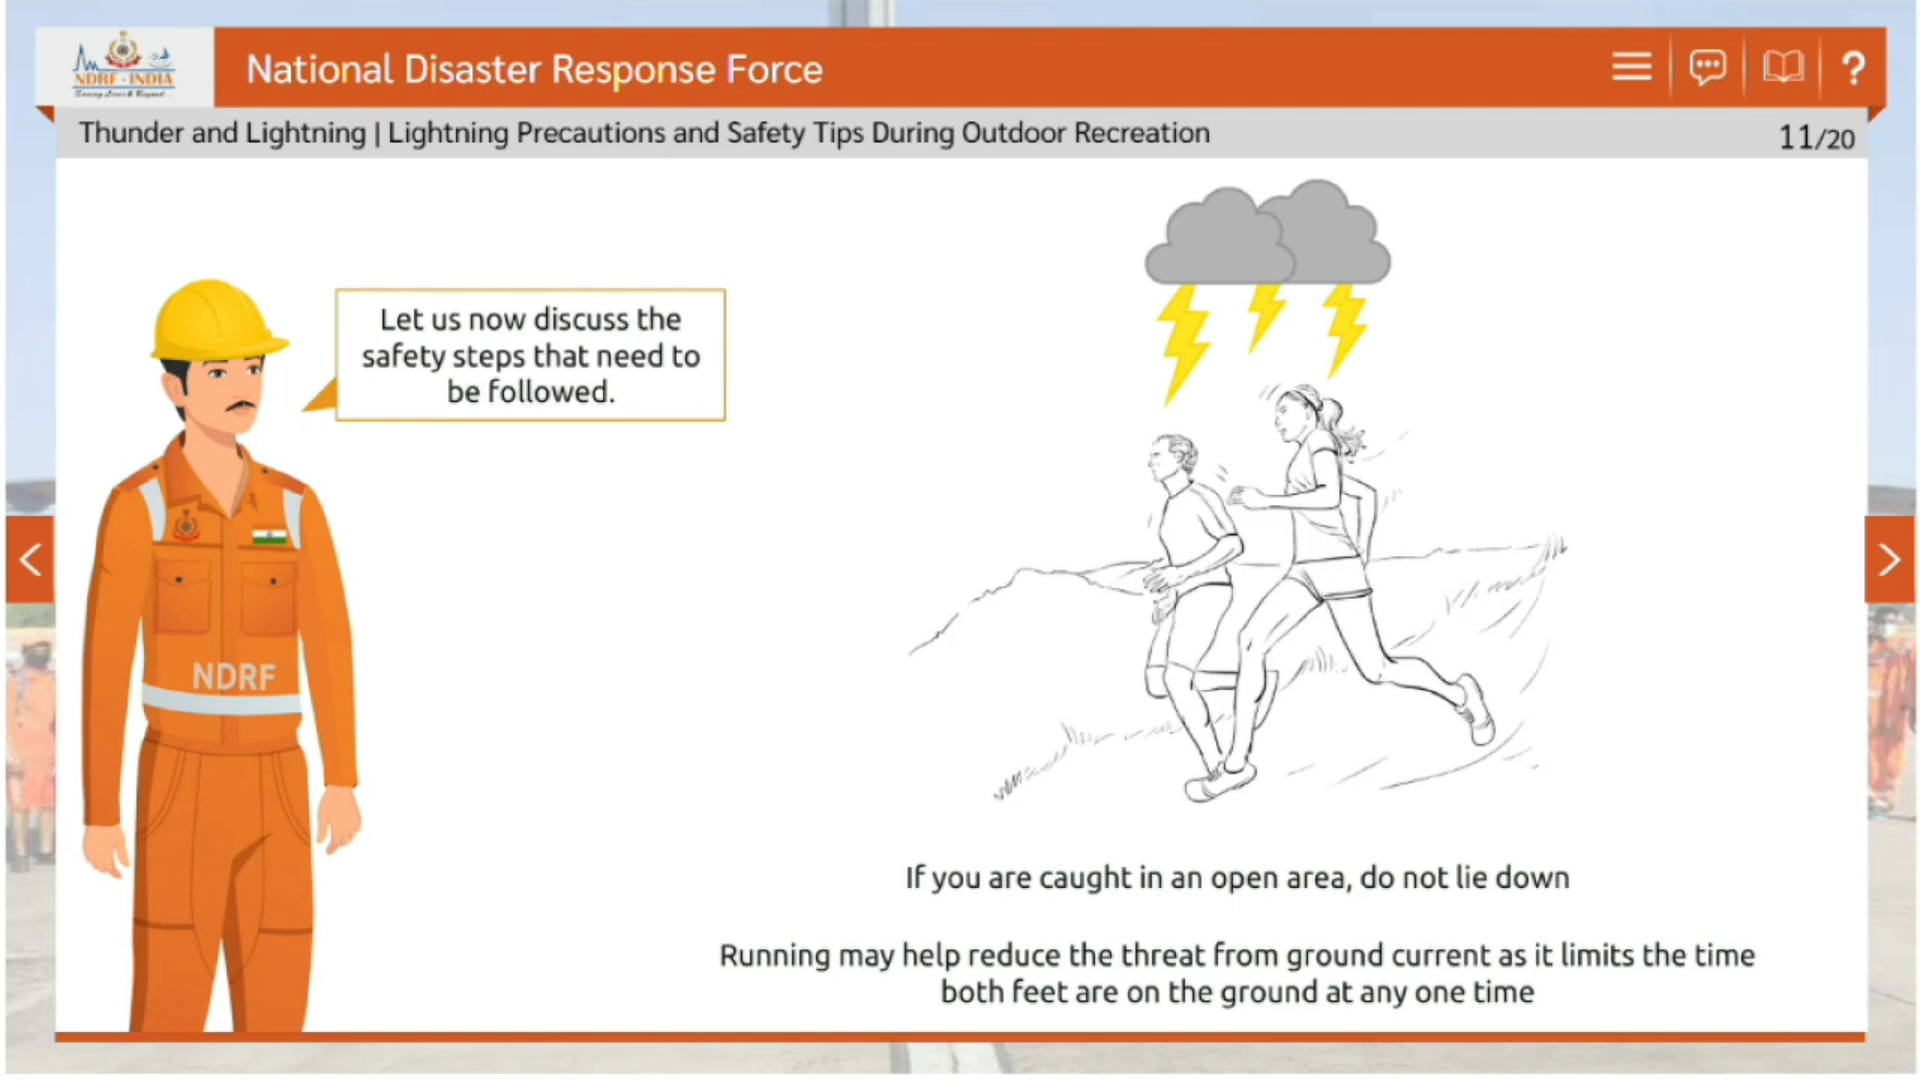 NDRF - INDIA
Saving Lives & Beyond...
National Disaster Response Force
?
Thunder and Lightning | Lightning Precautions and Safety Tips During Outdoor Recreation
11/20
Let us now discuss the
safety steps that need to
be followed.
NDRF
If you are caught in an open area, do not lie down
Running may help reduce the threat from ground current as it limits the time
both feet are on the ground at any one time